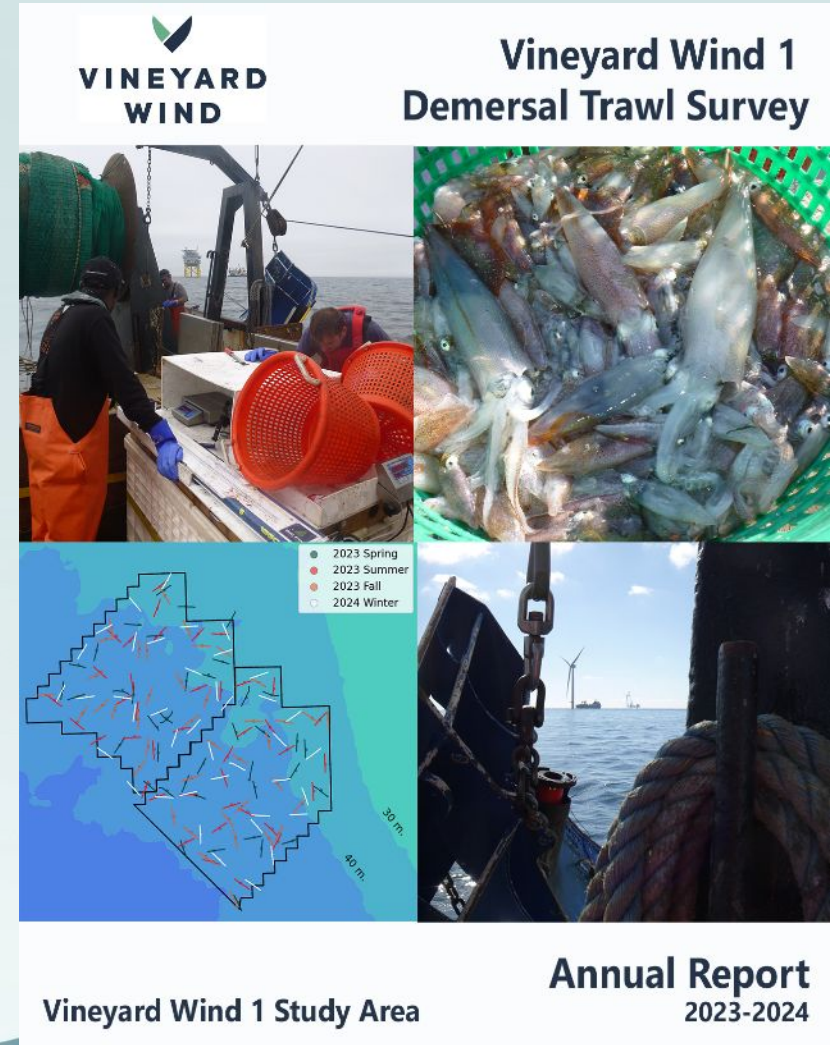 VINEYARD
WIND
Vineyard Wind 1
Demersal Trawl Survey
2023 Spring
2023 Summer
2023 Fall
2024 Winter
30 m.
40 m.
Annual Report
2023-2024
Vineyard Wind 1 Study Area